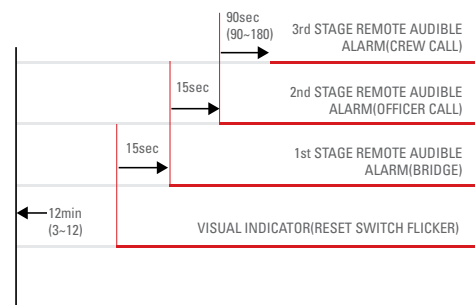 90sec
(90~180)
3rd STAGE REMOTE AUDIBLE
ALARM(CREW CALL)
15sec
2nd STAGE REMOTE AUDIBLE
ALARM(OFFICER CALL)
15sec
1st STAGE REMOTE AUDIBLE
ALARM(BRIDGE)
12min
(3~12)
VISUAL INDICATOR(RESET SWITCH FLICKER)